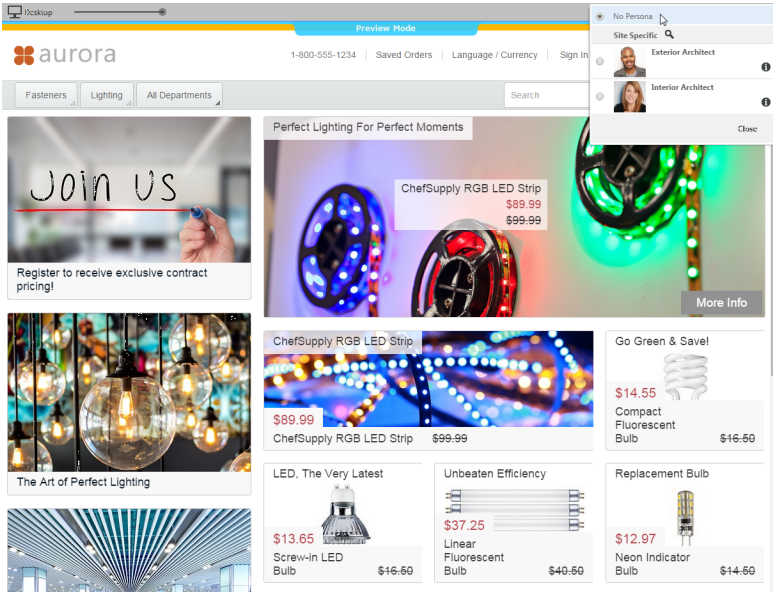 Desktop
Preview Mode
No Persona
Site Specific
Exterior Architect
Interior Architect
Close
aurora
1-800-555-1234
Saved Orders
Language / Currency
Sign In
Fasteners
Lighting
All Departments
Search
JOIN US
Register to receive exclusive contract
pricing!
Perfect Lighting For Perfect Moments
ChefSupply RGB LED Strip
$89.99
$99.99
More Info
The Art of Perfect Lighting
ChefSupply RGB LED Strip
$89.99
ChefSupply RGB LED Strip $99.99
Go Green & Save!
$14.55
Compact
Fluorescent
Bulb $16.50
LED, The Very Latest
$13.65
Screw-in LED
Bulb $16.50
Unbeaten Efficiency
$37.25
Linear
Fluorescent
Bulb $40.50
Replacement Bulb
$12.97
Neon Indicator
Bulb $14.50